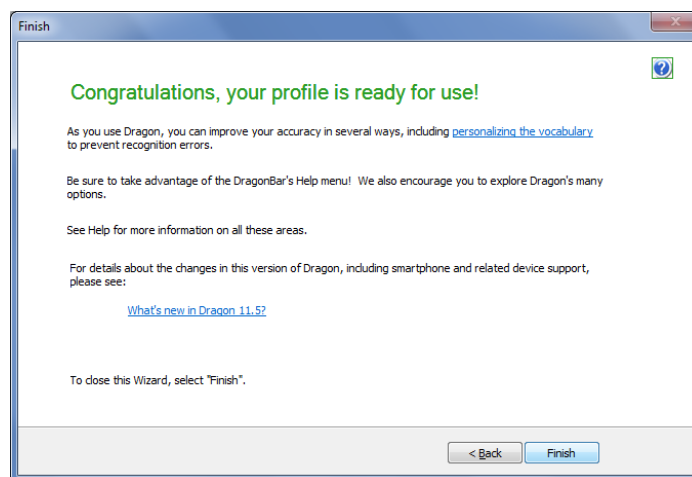 Finish
Congratulations, your profile is ready for use!
As you use Dragon, you can improve your accuracy in several ways, including personalizing the vocabulary
to prevent recognition errors.
Be sure to take advantage of the DragonBar's Help menu!  We also encourage you to explore Dragon's many
options.
See Help for more information on all these areas.
For details about the changes in this version of Dragon, including smartphone and related device support,
please see:
What's new in Dragon 11.5?
To close this Wizard, select "Finish".
< Back Finish